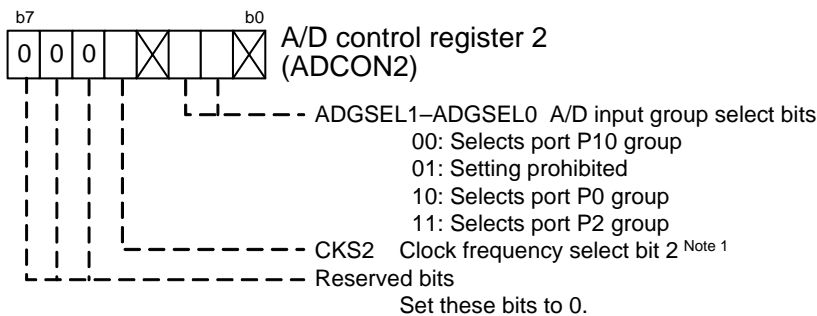 b7 b0
0 0 0
A/D control register 2
(ADCON2)
ADGSEL1–ADGSEL0 A/D input group select bits
00: Selects port P10 group
01: Setting prohibited
10: Selects port P0 group
11: Selects port P2 group
CKS2 Clock frequency select bit 2 Note 1
Reserved bits
Set these bits to 0.